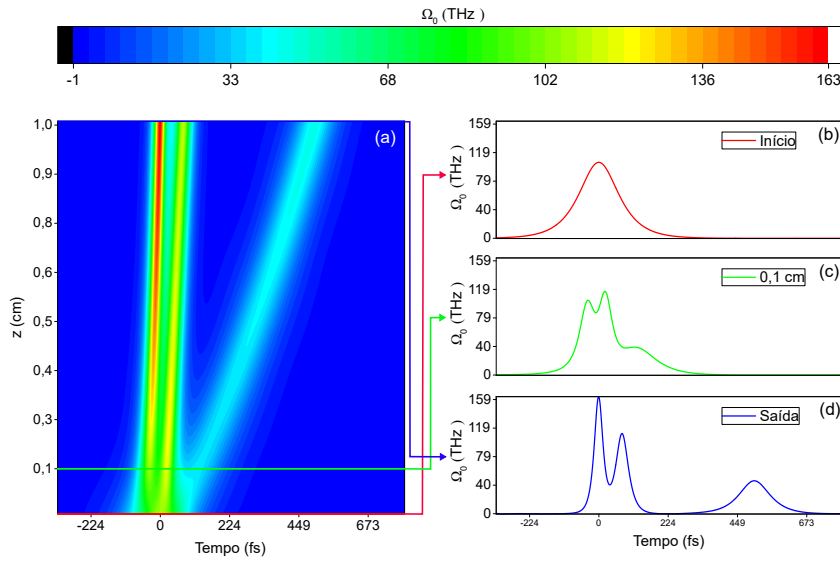 Ω₀ (THz)
-1 33 68 102 136 163
(a)
z (cm)
1,0
0,9
0,8
0,6
0,5
0,4
0,3
0,1
0,0
-224 0 224 449 673
Tempo (fs)
(b)
Início
Ω₀ (THz)
159
119
79
40
0
(c)
0,1 cm
Ω₀ (THz)
159
119
79
40
0
(d)
Saída
Ω₀ (THz)
159
119
79
40
0
-224 0 224 449 673
Tempo (fs)